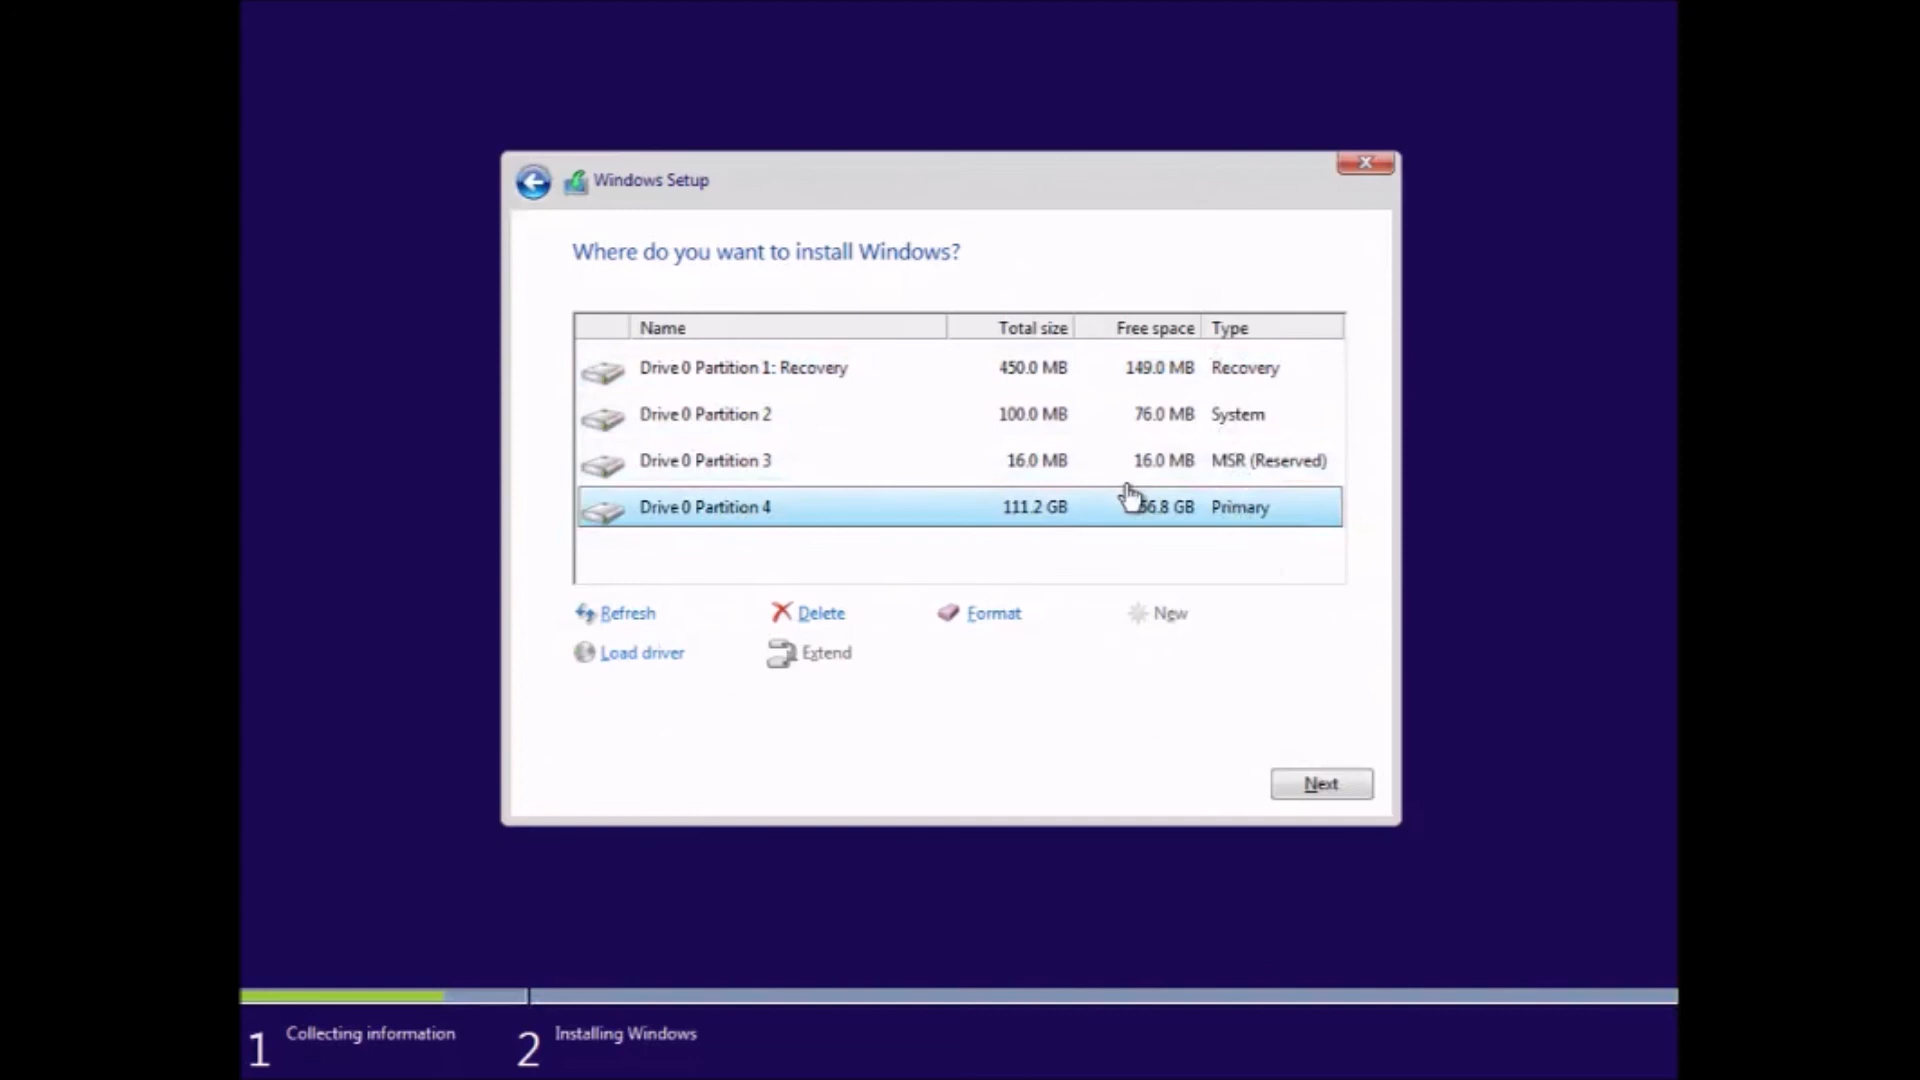 Windows Setup
Where do you want to install Windows?
Name Total size Free space Type
Drive 0 Partition 1: Recovery 450.0 MB 149.0 MB Recovery
Drive 0 Partition 2 100.0 MB 76.0 MB System
Drive 0 Partition 3 16.0 MB 16.0 MB MSR (Reserved)
Drive 0 Partition 4 111.2 GB GB Primary
Refresh Delete Format New
Load driver Extend
Next
1 Collecting information 2 Installing Windows